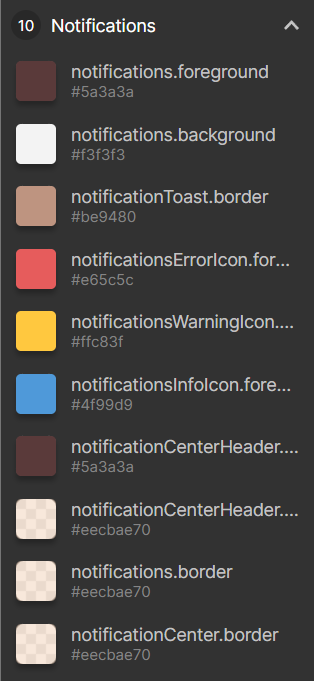 10 Notifications
notifications.foreground
#5a3a3a
notifications.background
#f3f3f3
notificationToast.border
#be9480
notificationsErrorIcon.for...
#e65c5c
notificationsWarningIcon....
#ffc83f
notificationsInfoIcon.fore...
#4f99d9
notificationCenterHeader....
#5a3a3a
notificationCenterHeader....
#eecbae70
notifications.border
#eecbae70
notificationCenter.border
#eecbae70